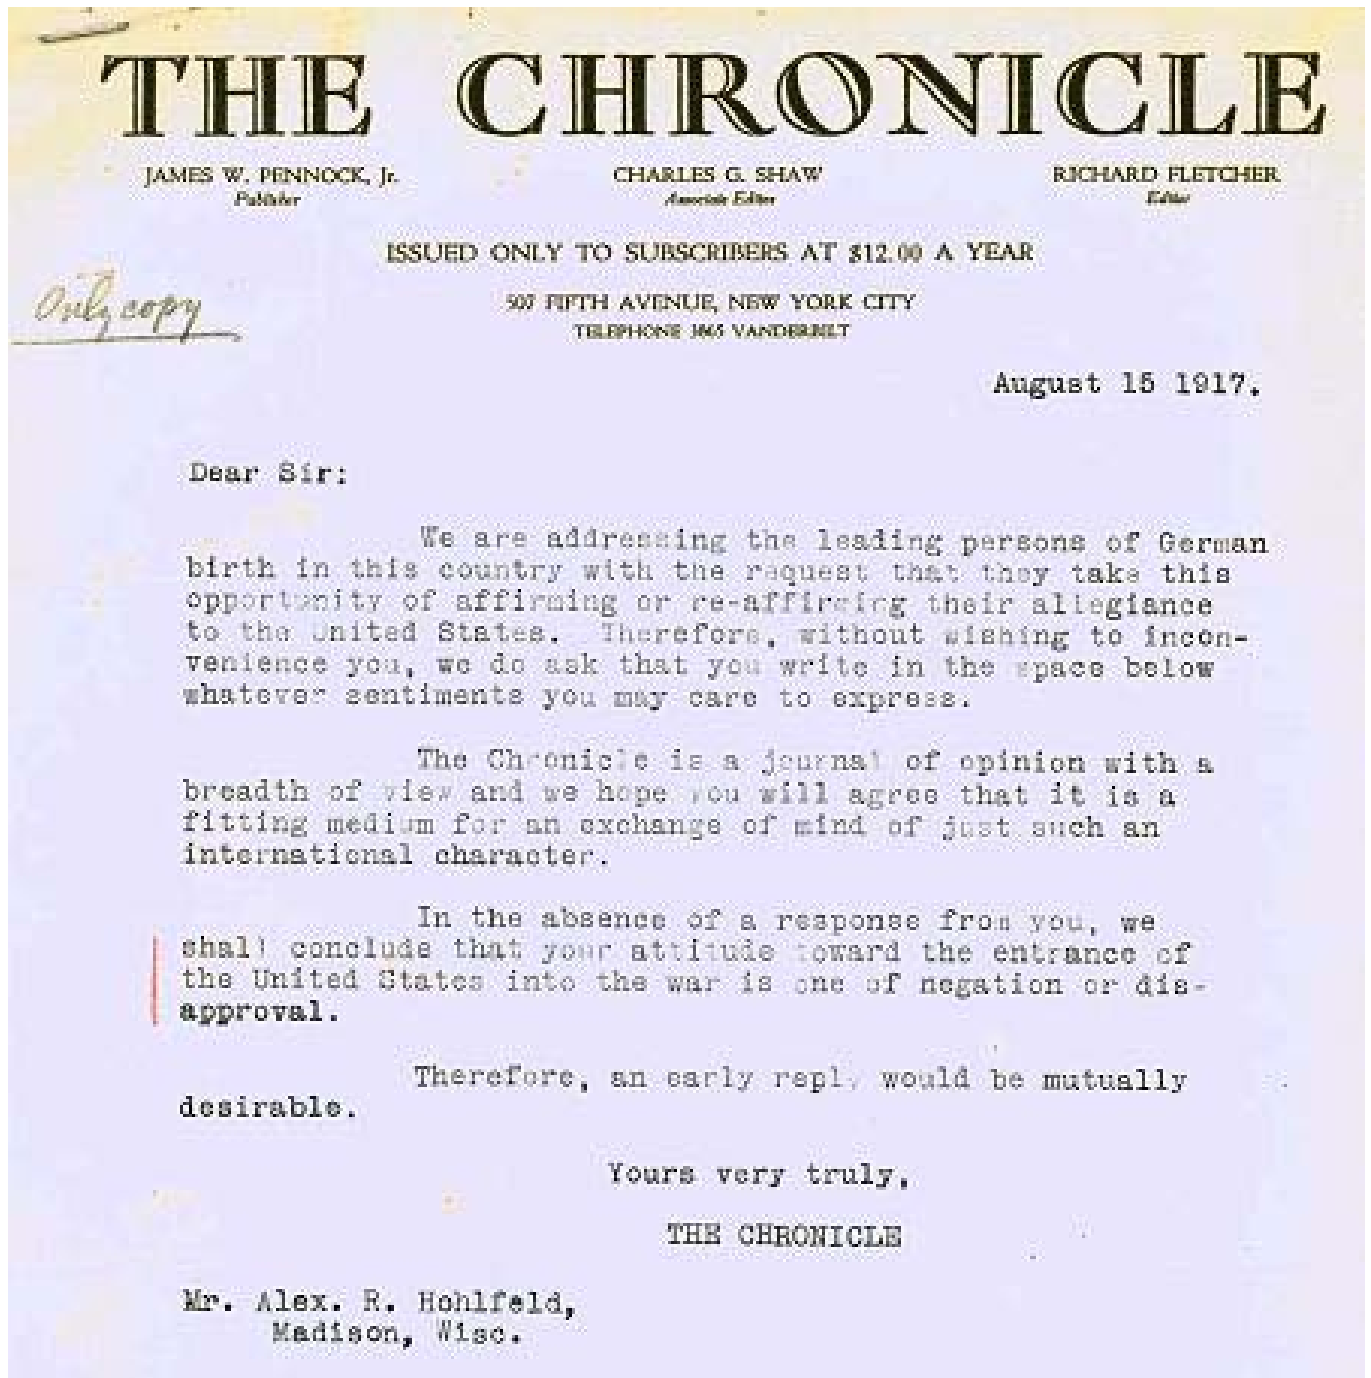 THE CHRONICLE
JAMES W. PENNOCK, Jr.
Publisher
CHARLES G. SHAW
Associate Editor
RICHARD FLETCHER
Editor
ISSUED ONLY TO SUBSCRIBERS AT $12.00 A YEAR
Only copy
507 FIFTH AVENUE, NEW YORK CITY
TELEPHONE 3865 VANDERBILT
August 15 1917.
Dear Sir:
We are addressing the leading persons of German
birth in this country with the request that they take this
opportunity of affirming or re-affirming their allegiance
to the United States. Therefore, without wishing to incon-
venience you, we do ask that you write in the space below
whatever sentiments you may care to express.
The Chronicle is a journal of opinion with a
breadth of view and we hope you will agree that it is a
fitting medium for an exchange of mind of just such an
international character.
In the absence of a response from you, we
shall conclude that your attitude toward the entrance of
the United States into the war is one of negation or dis-
approval.
Therefore, an early reply would be mutually
desirable.
Yours very truly,
THE CHRONICLE
Mr. Alex. R. Hohlfeld,
Madison, Wisc.